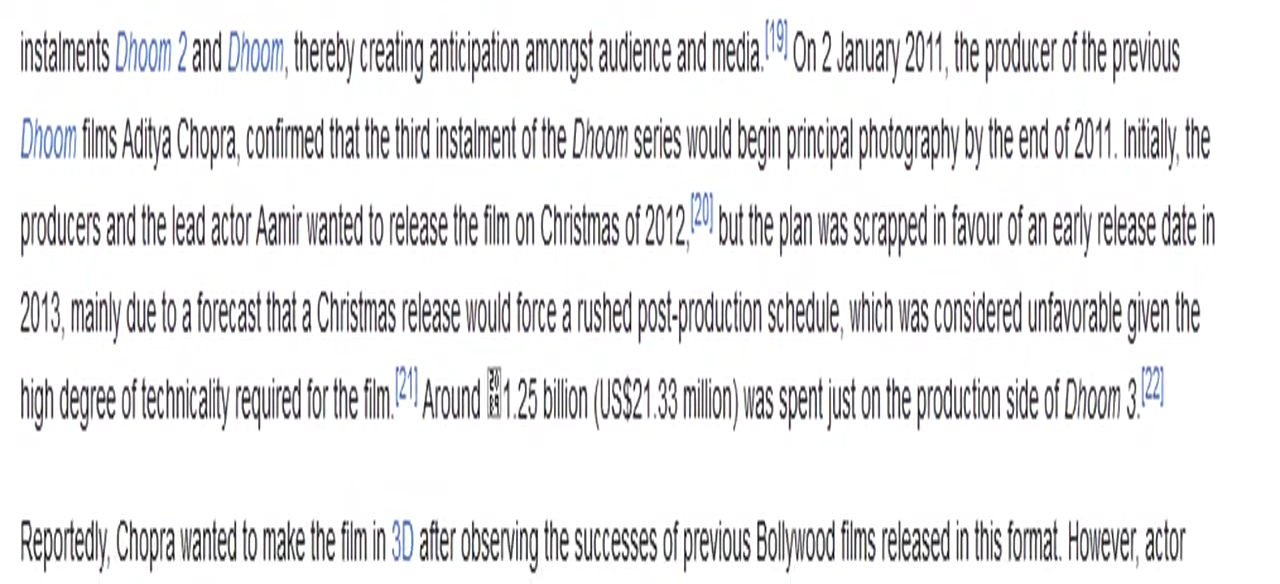 instalments Dhoom 2 and Dhoom, thereby creating anticipation amongst audience and media.[19] On 2 January 2011, the producer of the previous
Dhoom films Aditya Chopra, confirmed that the third instalment of the Dhoom series would begin principal photography by the end of 2011. Initially, the
producers and the lead actor Aamir wanted to release the film on Christmas of 2012,[20] but the plan was scrapped in favour of an early release date in
2013, mainly due to a forecast that a Christmas release would force a rushed post-production schedule, which was considered unfavorable given the
high degree of technicality required for the film.[21] Around 1.25 billion (US$21.33 million) was spent just on the production side of Dhoom 3.[22]
Reportedly, Chopra wanted to make the film in 3D after observing the successes of previous Bollywood films released in this format. However, actor